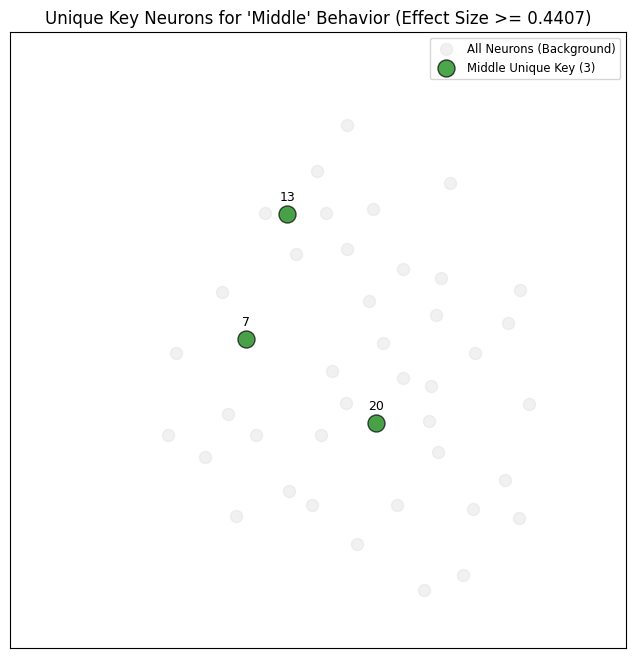 Unique Key Neurons for 'Middle' Behavior (Effect Size >= 0.4407)
All Neurons (Background)
Middle Unique Key (3)
13
7
20